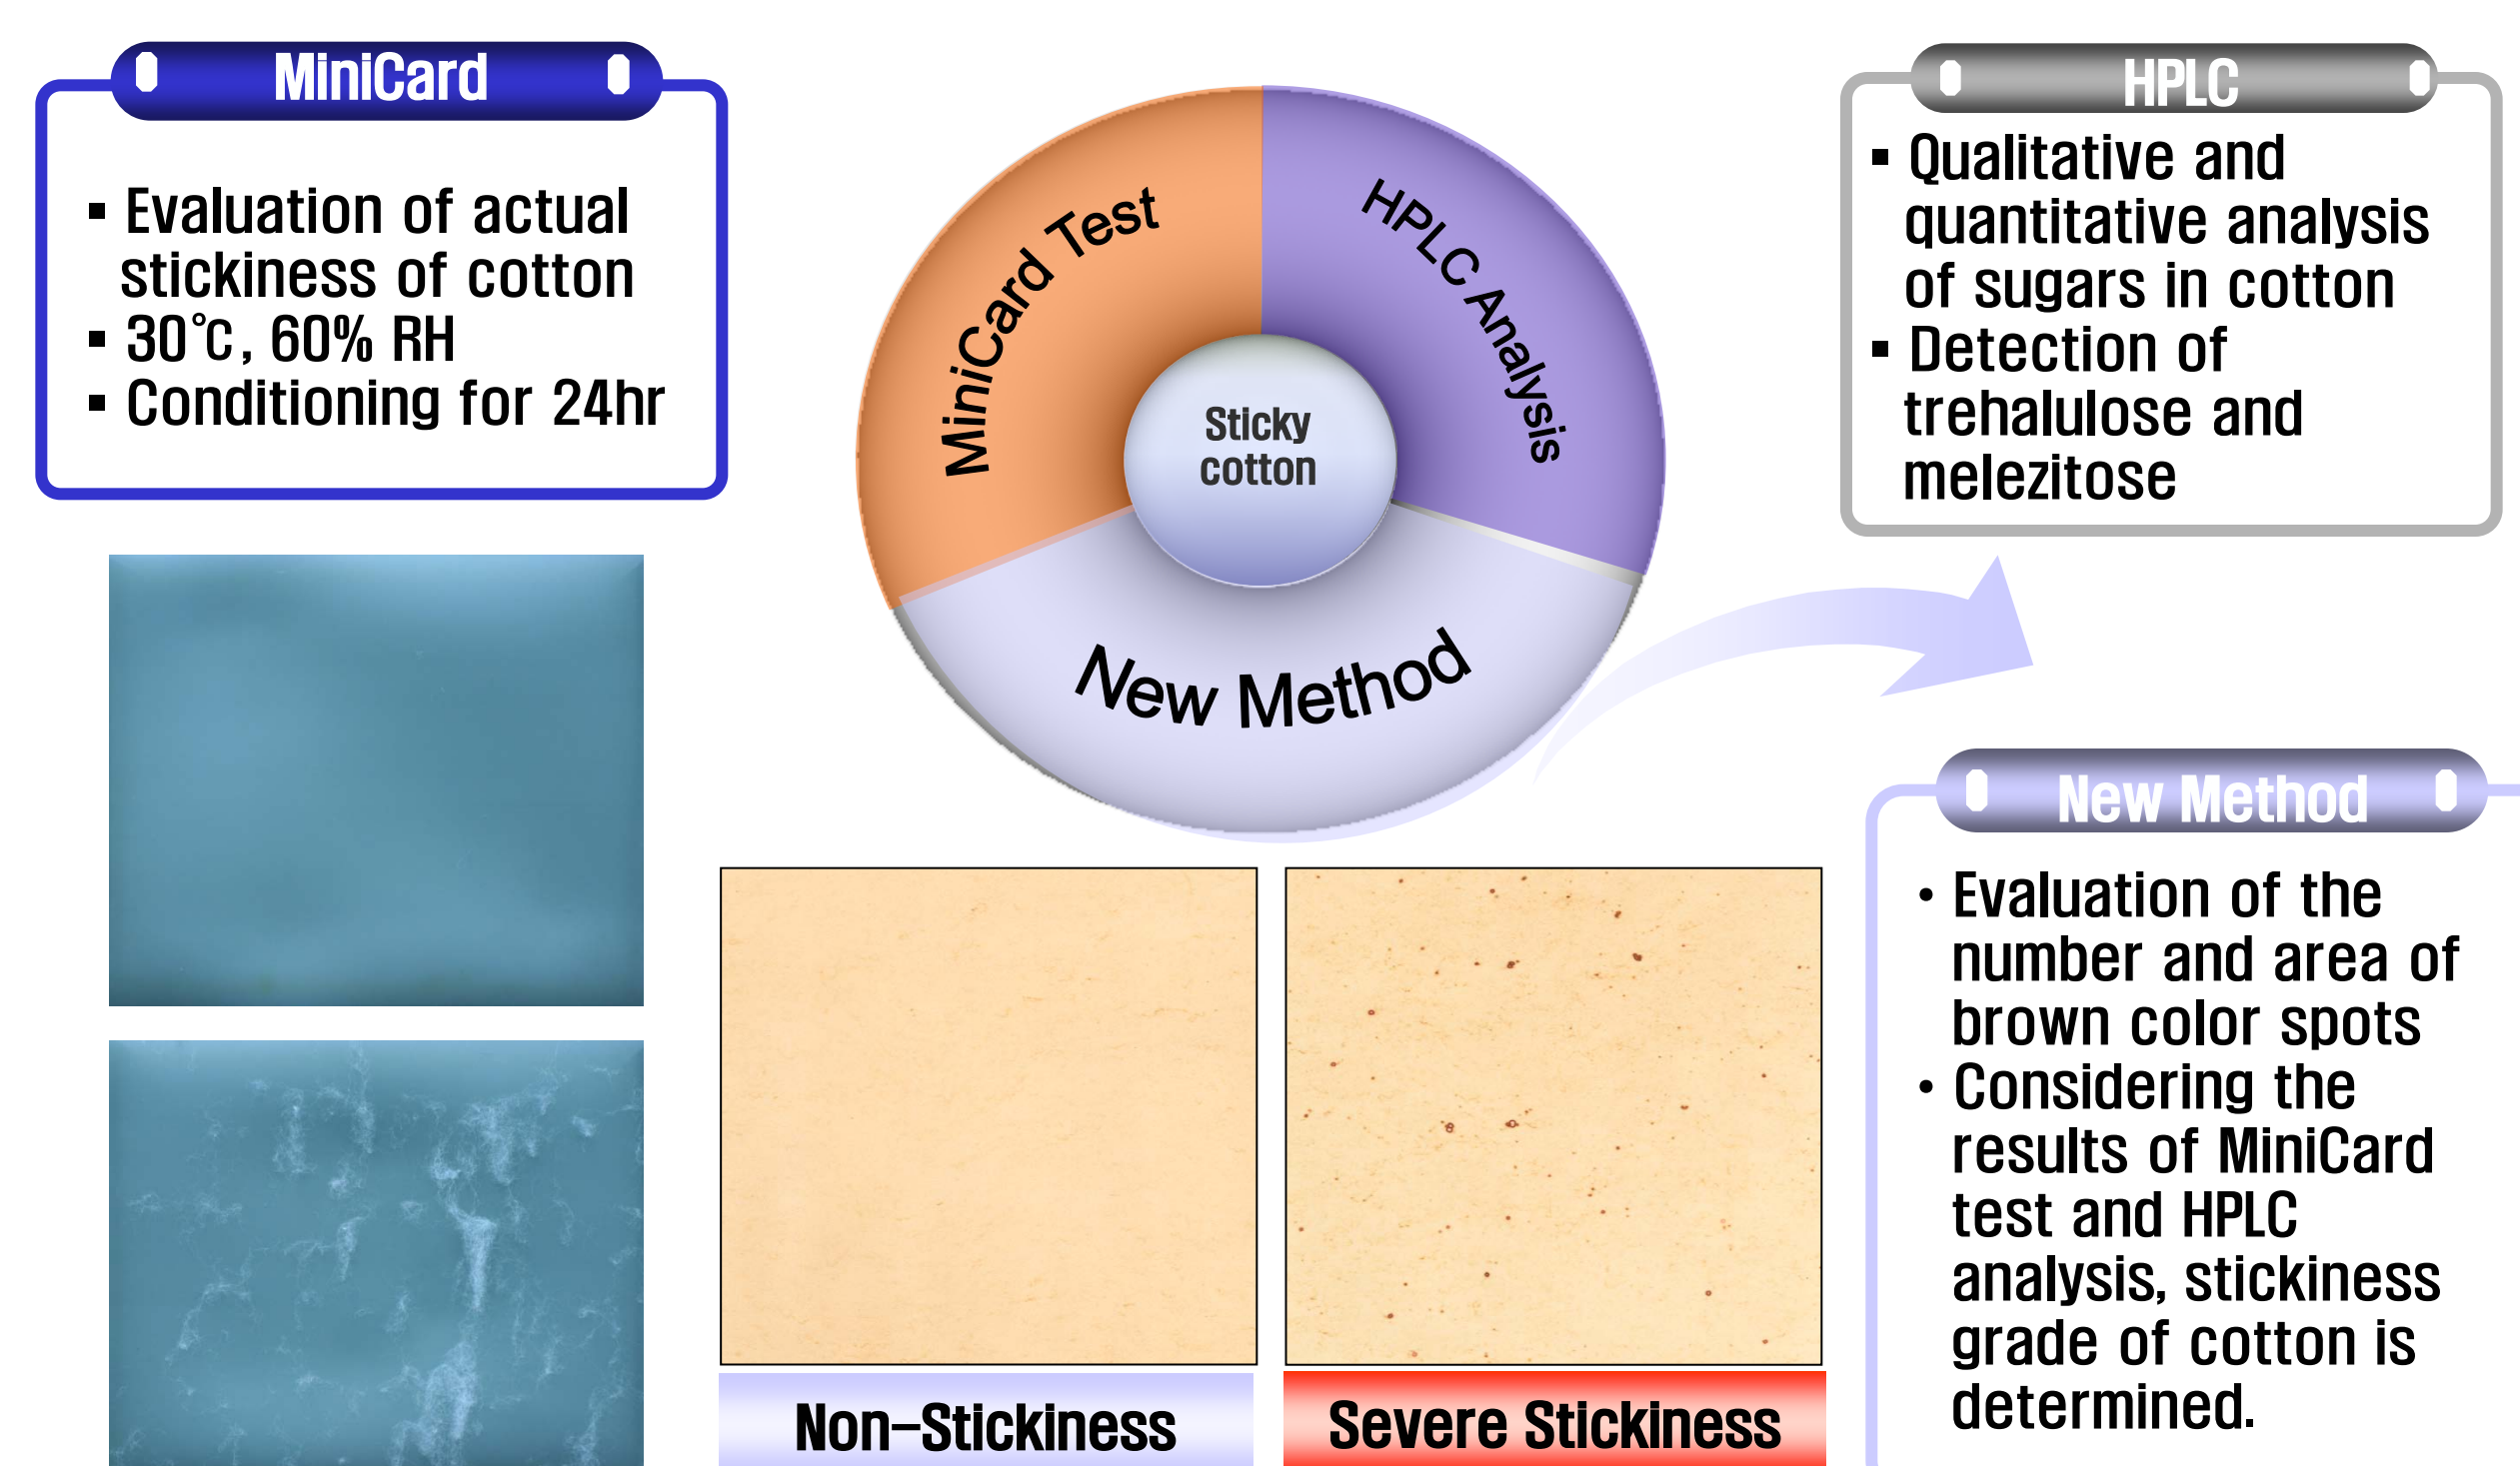 MiniCard
▪ Evaluation of actual
stickiness of cotton
▪ 30℃, 60% RH
▪ Conditioning for 24hr
MiniCard Test
HPLC Analysis
Sticky
cotton
New Method
HPLC
▪ Qualitative and
quantitative analysis
of sugars in cotton
▪ Detection of
trehalulose and
melezitose
New Method
• Evaluation of the
number and area of
brown color spots
• Considering the
results of MiniCard
test and HPLC
analysis, stickiness
grade of cotton is
determined.
Non-Stickiness
Severe Stickiness